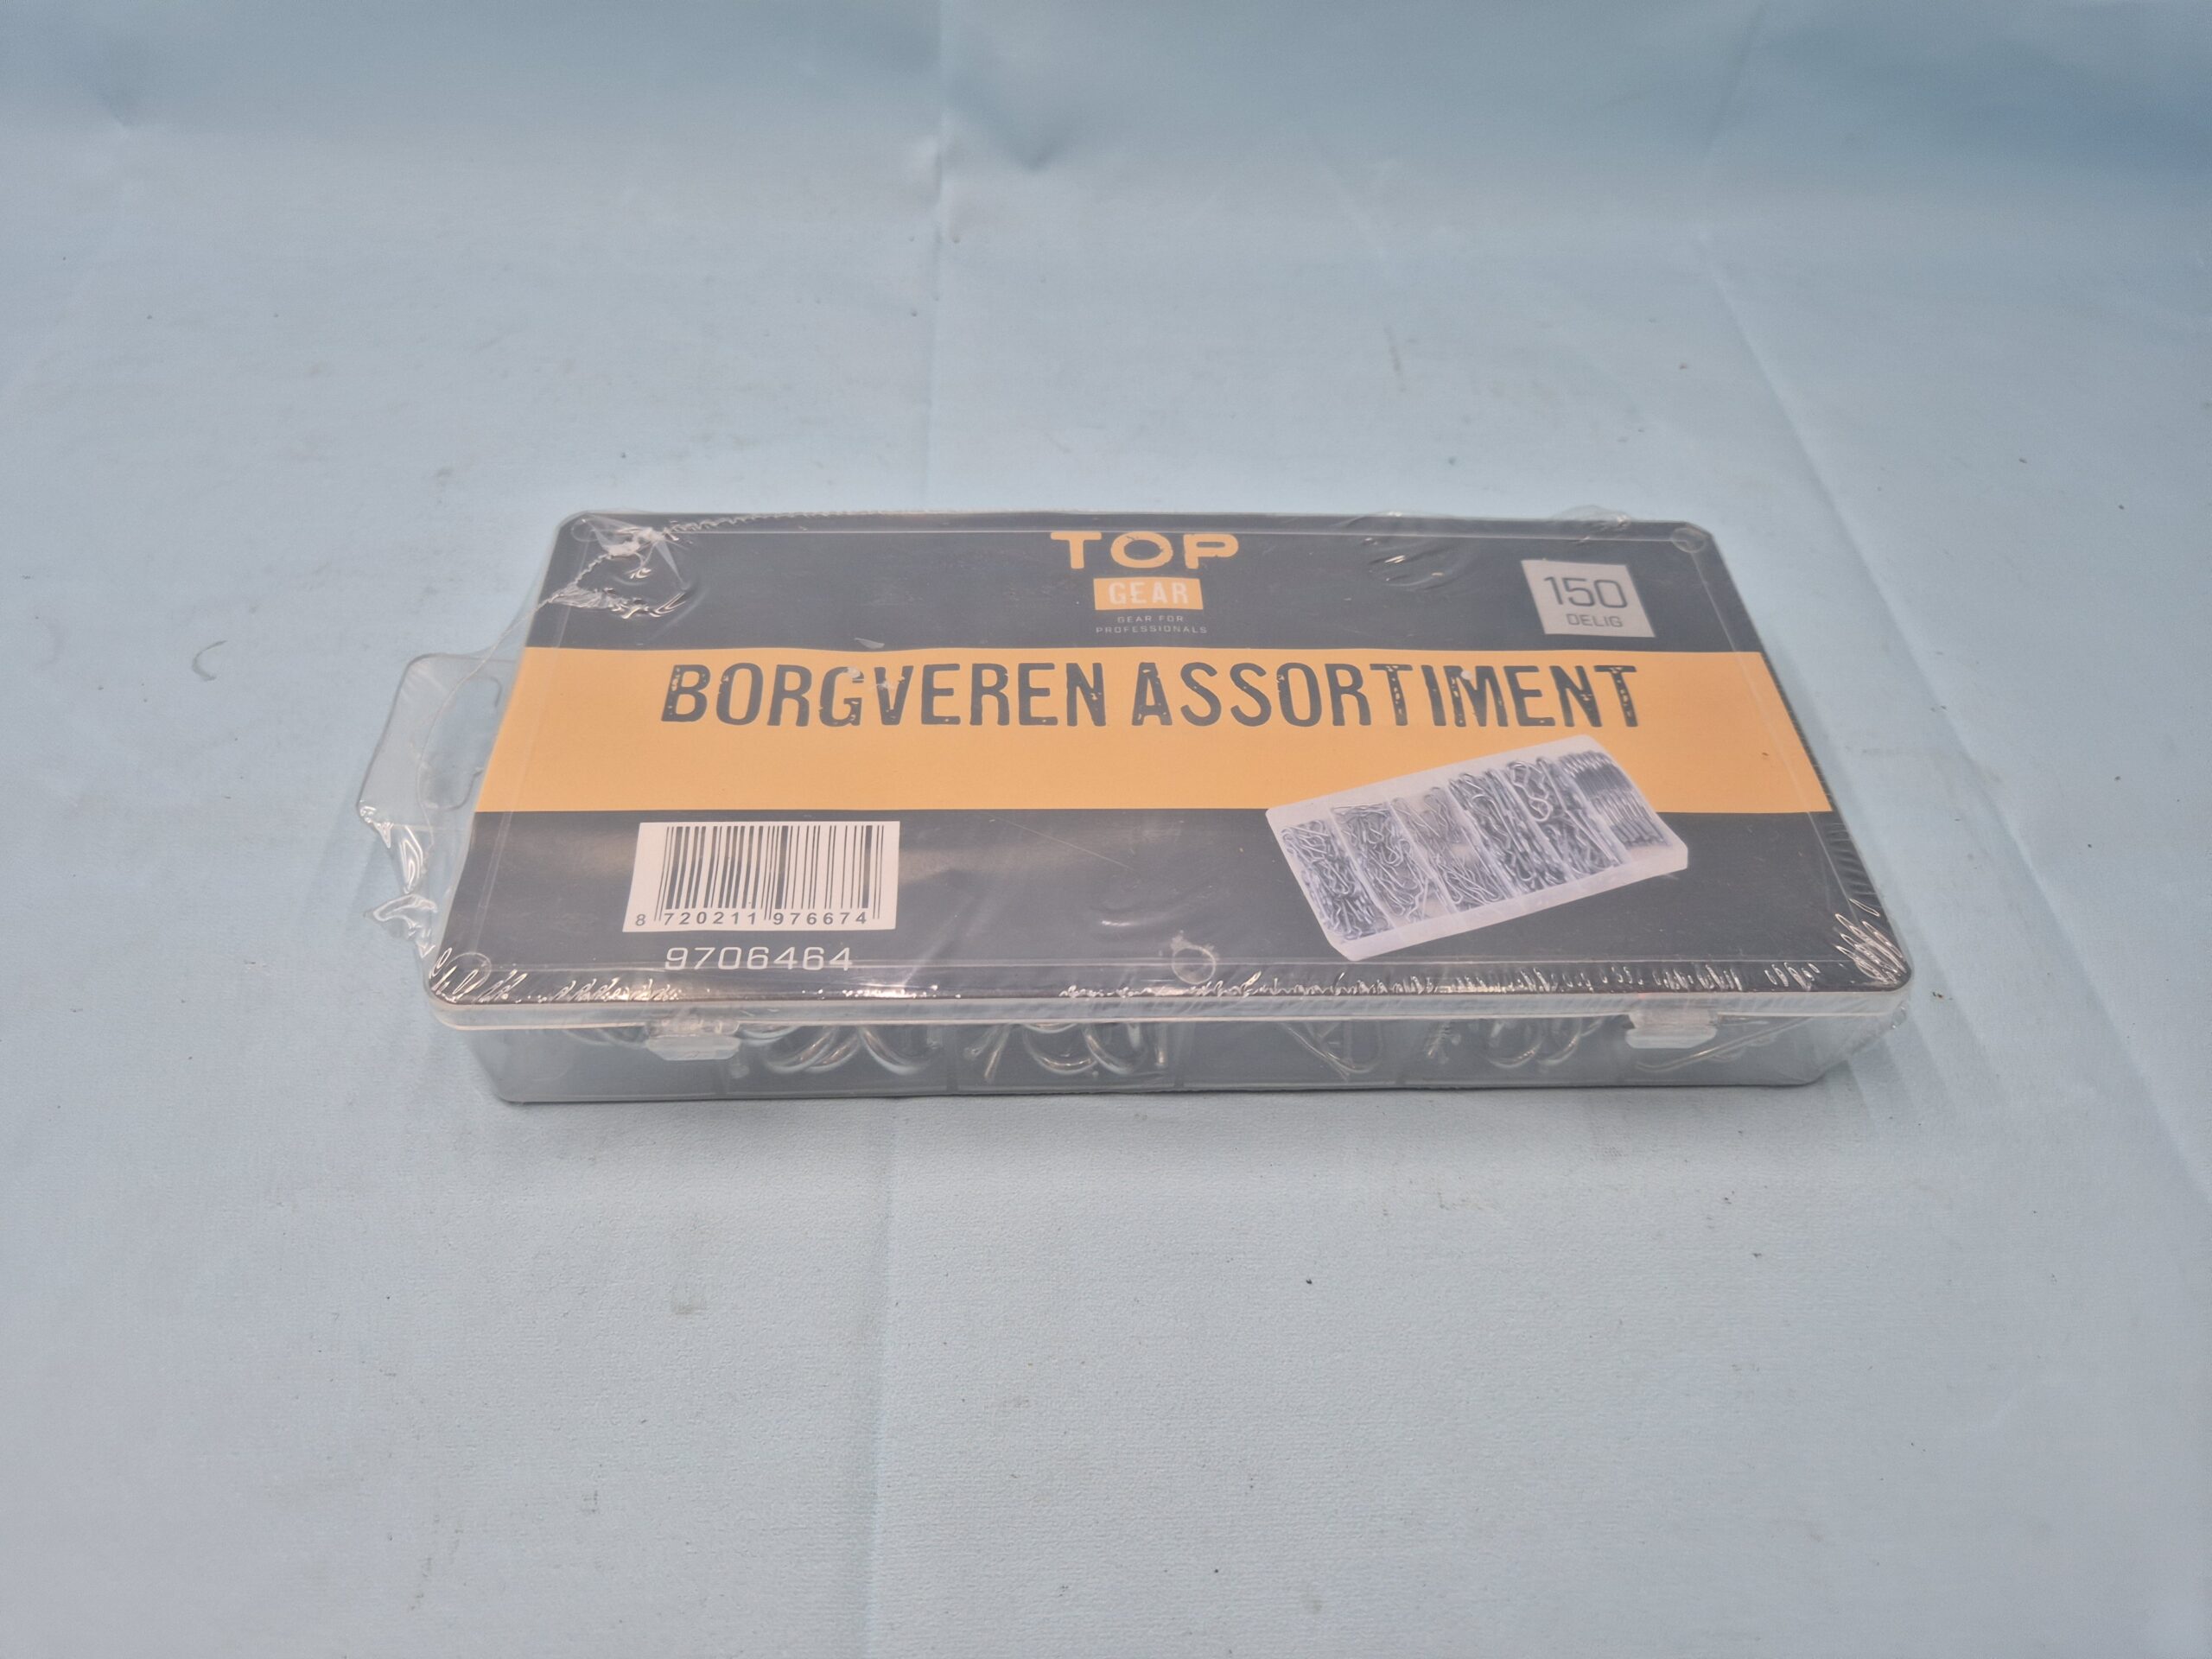 TOP
GEAR
GEAR FOR
PROFESSIONALS
150
DELIG
BORGVEREN ASSORTIMENT
8 720211 976674
9706464